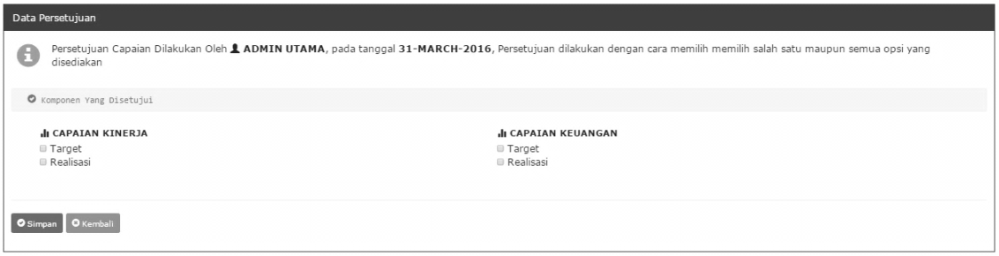 Data Persetujuan
Persetujuan Capaian Dilakukan Oleh ADMIN UTAMA, pada tanggal 31-MARCH-2016, Persetujuan dilakukan dengan cara memilih memilih salah satu maupun semua opsi yang
disediakan
Komponen Yang Disetujui
CAPAIAN KINERJA
Target
Realisasi
CAPAIAN KEUANGAN
Target
Realisasi
Simpan Kembali